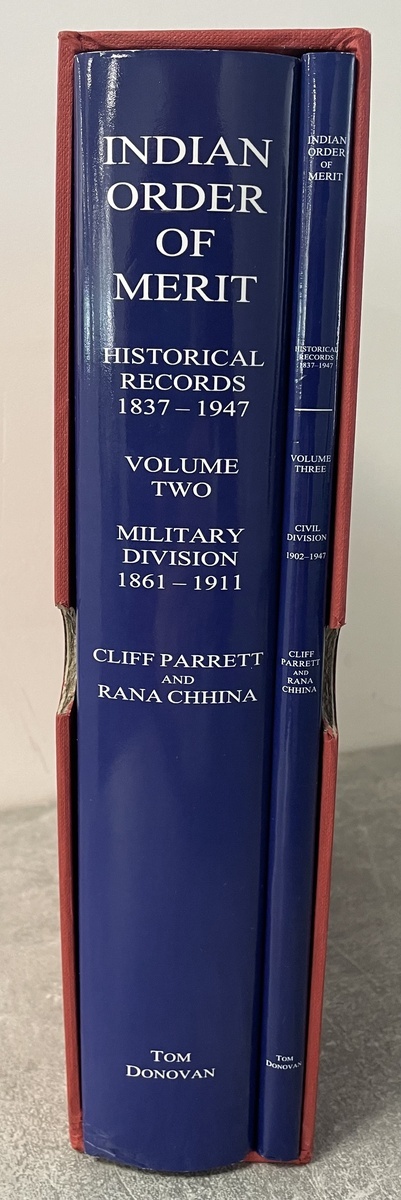 INDIAN
ORDER
OF
MERIT
HISTORICAL
RECORDS
1837 – 1947
VOLUME
TWO
MILITARY
DIVISION
1861 – 1911
CLIFF PARRETT
AND
RANA CHHINA
TOM
DONOVAN
INDIAN
ORDER
OF
MERIT
HISTORICAL
RECORDS
1837–1947
VOLUME
THREE
CIVIL
DIVISION
1902–1947
CLIFF
PARRETT
AND
RANA
CHHINA
TOM
DONOVAN